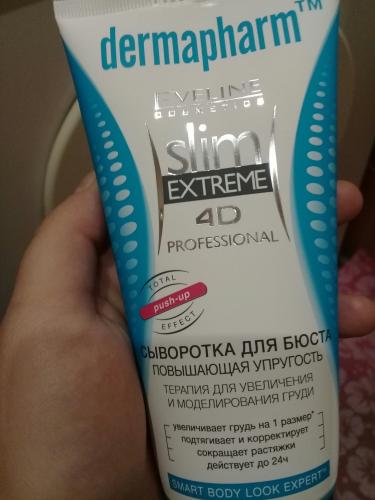 dermapharm™
EVELINE
COSMETICS
slim
EXTREME
4D
PROFESSIONAL
TOTAL
push-up
EFFECT
СЫВОРОТКА ДЛЯ БЮСТА
ПОВЫШАЮЩАЯ УПРУГОСТЬ
ТЕРАПИЯ ДЛЯ УВЕЛИЧЕНИЯ
И МОДЕЛИРОВАНИЯ ГРУДИ
увеличивает грудь на 1 размер*
подтягивает и корректирует
сокращает растяжки
действует до 24ч
SMART BODY LOOK EXPERT™